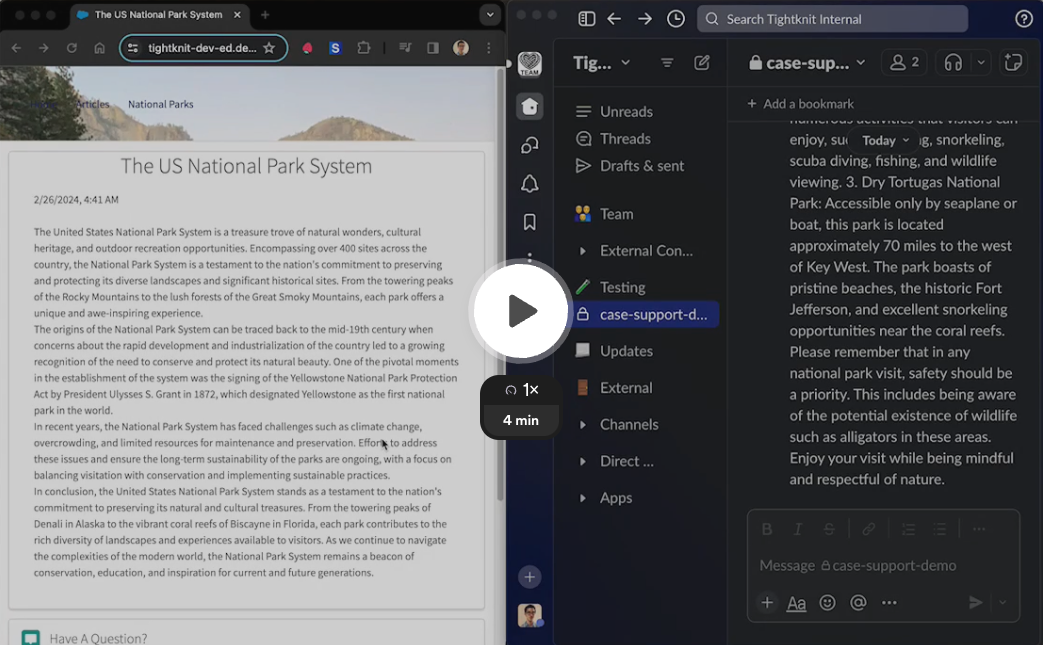 The US National Park System
tightknit-dev-ed.de...
S
Articles
National Parks
The US National Park System
2/26/2024, 4:41 AM
The United States National Park System is a treasure trove of natural wonders, cultural
heritage, and outdoor recreation opportunities. Encompassing over 400 sites across the
country, the National Park System is a testament to the nation's commitment to preserving
and protecting its diverse landscapes and significant historical sites. From the towering peaks
of the Rocky Mountains to the lush forests of the Great Smoky Mountains, each park offers a
unique and awe-inspiring experience.
The origins of the National Park System can be traced back to the mid-19th century when
concerns about the rapid development and industrialization of the country led to a growing
recognition of the need to conserve and protect its natural beauty. One of the pivotal moments
in the establishment of the system was the signing of the Yellowstone National Park Protection
Act by President Ulysses S. Grant in 1872, which designated Yellowstone as the first national
park in the world.
In recent years, the National Park System has faced challenges such as climate change,
overcrowding, and limited resources for maintenance and preservation. Efforts to address
these issues and ensure the long-term sustainability of the parks are ongoing, with a focus on
balancing visitation with conservation and implementing sustainable practices.
In conclusion, the United States National Park System stands as a testament to the nation's
commitment to preserving its natural and cultural treasures. From the towering peaks of
Denali in Alaska to the vibrant coral reefs of Biscayne in Florida, each park contributes to the
rich diversity of landscapes and experiences available to visitors. As we continue to navigate
the complexities of the modern world, the National Park System remains a beacon of
conservation, education, and inspiration for current and future generations.
Have A Question?
1×
4 min
Search Tightknit Internal
TEAM
Tig...
Unreads
Threads
Drafts & sent
Team
External Con...
Testing
case-support-d...
Updates
External
Channels
Direct ...
Apps
case-sup...
2
+ Add a bookmark
numerous activities that visitors can
enjoy, su
Today
g, snorkeling,
scuba diving, fishing, and wildlife
viewing. 3. Dry Tortugas National
Park: Accessible only by seaplane or
boat, this park is located
approximately 70 miles to the west
of Key West. The park boasts of
pristine beaches, the historic Fort
Jefferson, and excellent snorkeling
opportunities near the coral reefs.
Please remember that in any
national park visit, safety should be
a priority. This includes being aware
of the potential existence of wildlife
such as alligators in these areas.
Enjoy your visit while being mindful
and respectful of nature.
B I S
Message case-support-demo
+ Aa @ ...